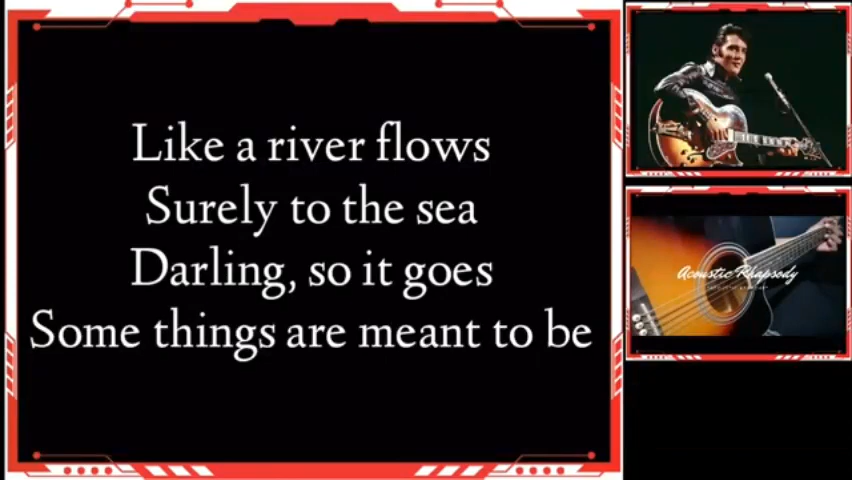 Like a river flows
Surely to the sea
Darling, so it goes
Some things are meant to be
Acoustic Rhapsody